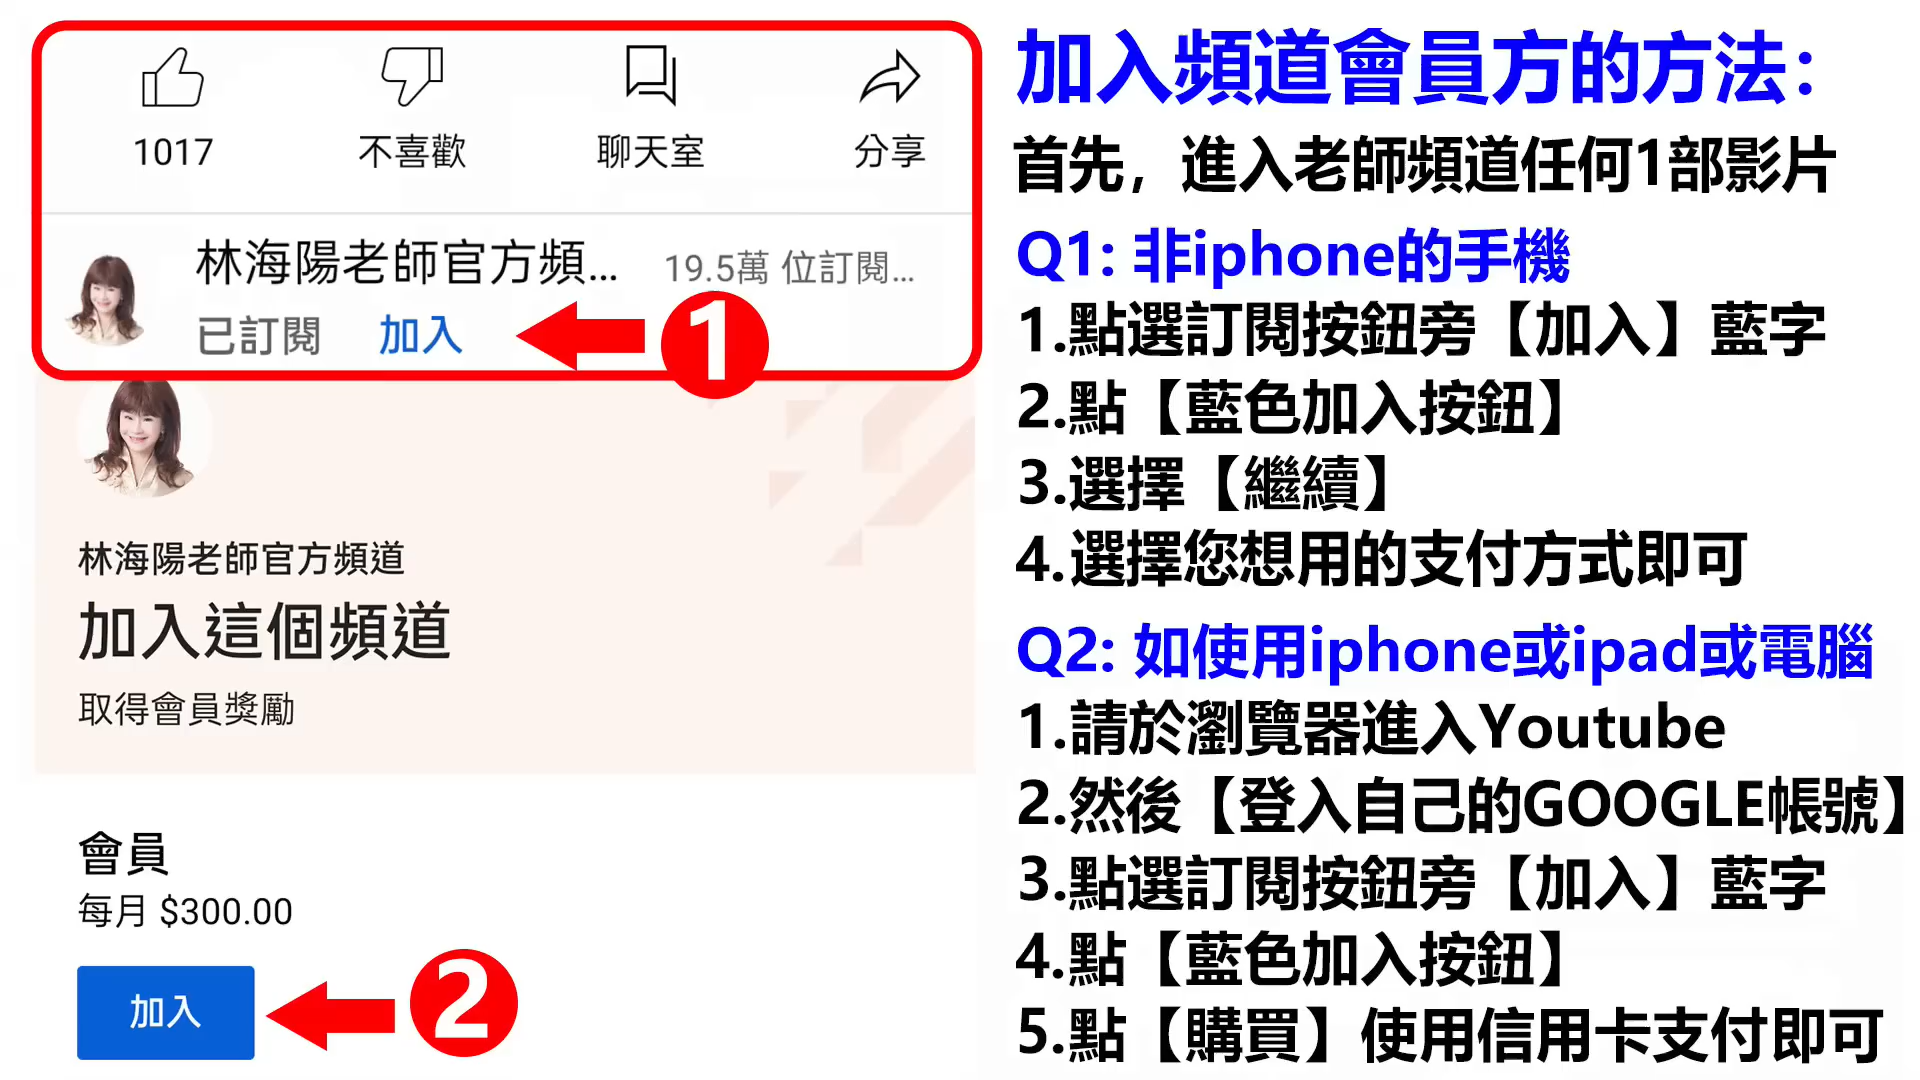 1017
不喜歡
聊天室
分享
林海陽老師官方頻...
19.5萬 位訂閱...
已訂閱
加入
1
林海陽老師官方頻道
加入這個頻道
取得會員獎勵
會員
每月 $300.00
加入
2
加入頻道會員方的方法：
首先，進入老師頻道任何1部影片
Q1: 非iphone的手機
1.點選訂閱按鈕旁【加入】藍字
2.點【藍色加入按鈕】
3.選擇【繼續】
4.選擇您想用的支付方式即可
Q2: 如使用iphone或ipad或電腦
1.請於瀏覽器進入Youtube
2.然後【登入自己的GOOGLE帳號】
3.點選訂閱按鈕旁【加入】藍字
4.點【藍色加入按鈕】
5.點【購買】使用信用卡支付即可